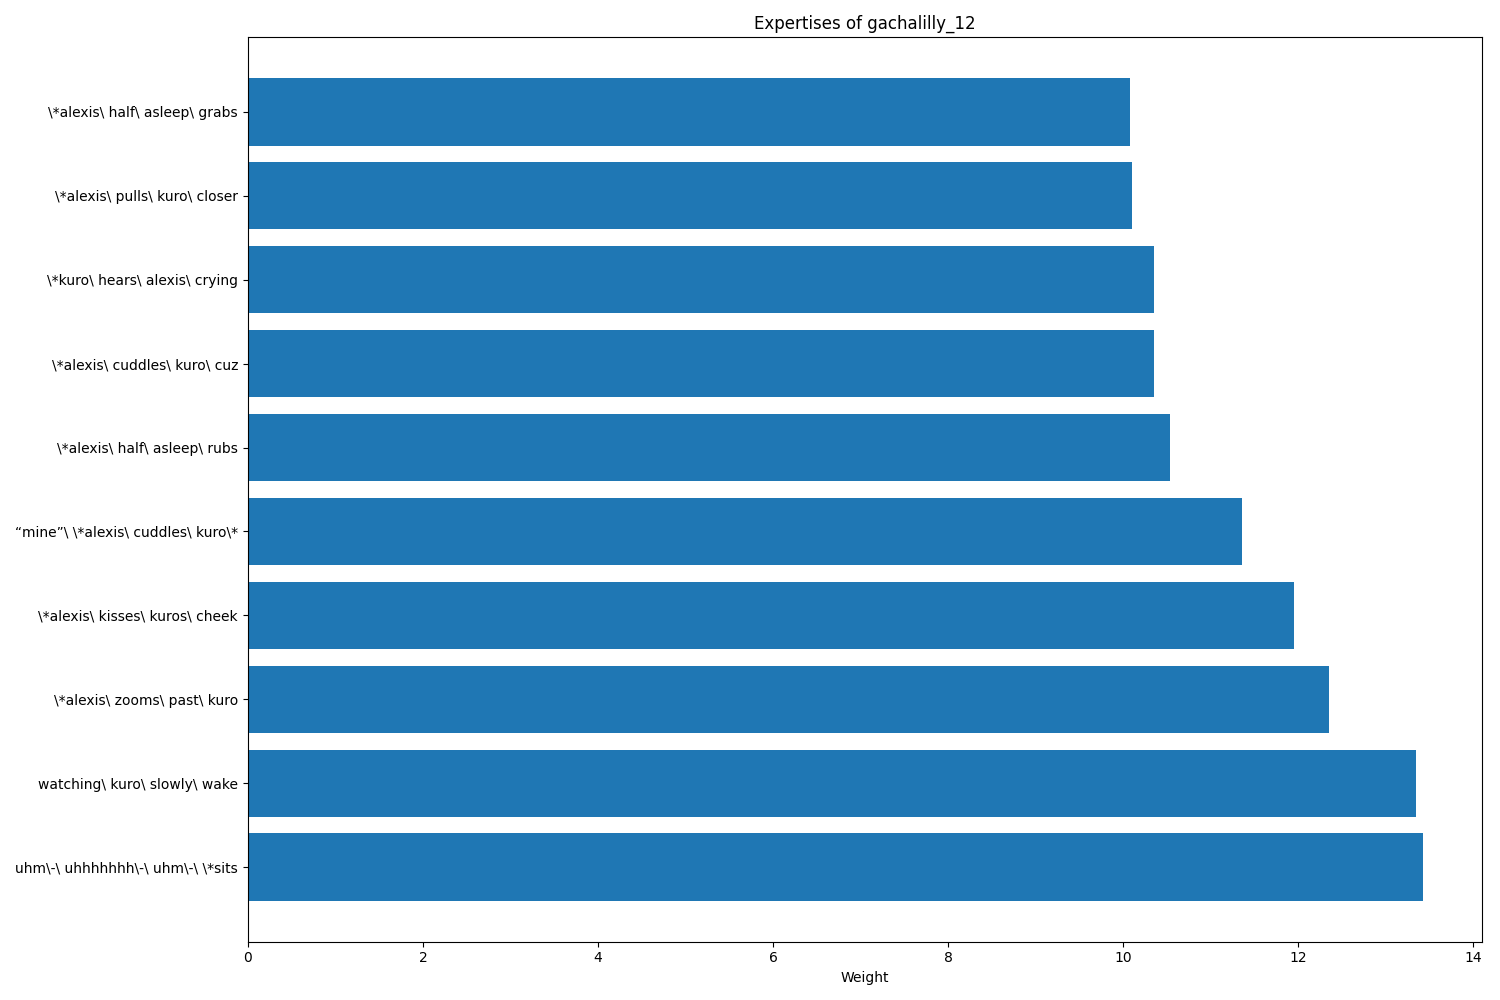 Expertises of gachalilly_12
\*alexis\ half\ asleep\ grabs
\*alexis\ pulls\ kuro\ closer
\*kuro\ hears\ alexis\ crying
\*alexis\ cuddles\ kuro\ cuz
\*alexis\ half\ asleep\ rubs
“mine”\ \*alexis\ cuddles\ kuro\*
\*alexis\ kisses\ kuros\ cheek
\*alexis\ zooms\ past\ kuro
watching\ kuro\ slowly\ wake
uhm\-\ uhhhhhhh\-\ uhm\-\ \*sits
0 2 4 6 8 10 12 14
Weight